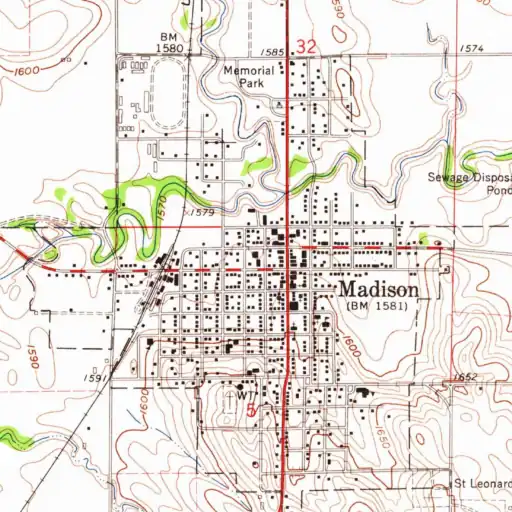 1590
BM
1580
1585
32
1574
1600
Memorial
Park
Sewage Disposa
Pond
1570
1579
Madison
(BM 1581)
1600
1590
1591
1600
1652
WT
5
1650
St Leonard